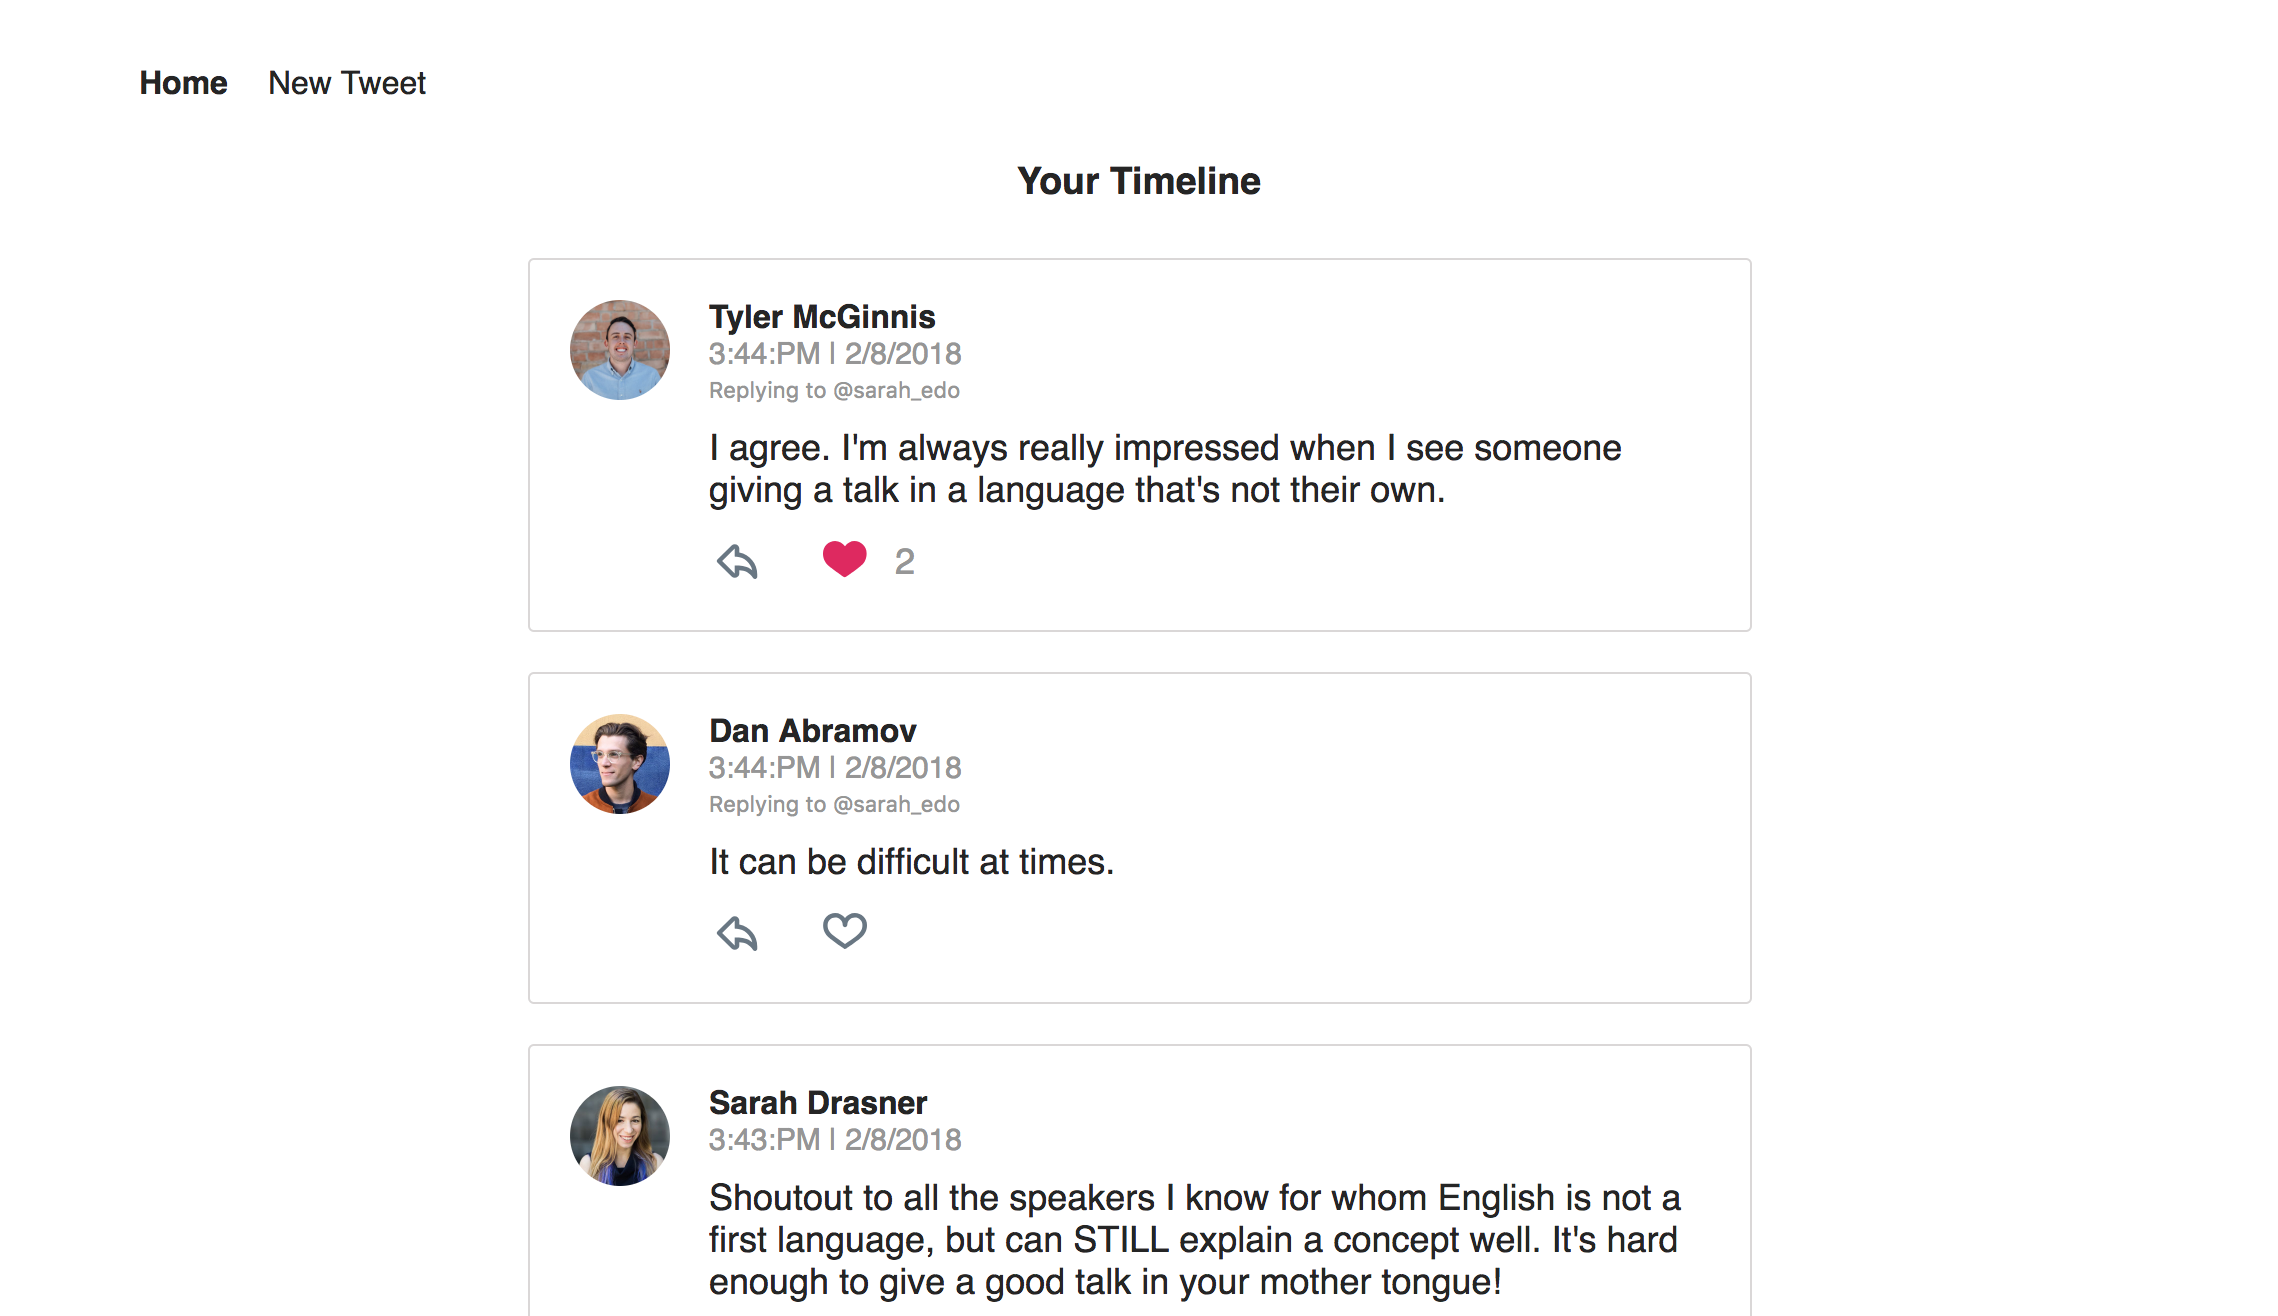 Home New Tweet
Your Timeline
Tyler McGinnis
3:44:PM | 2/8/2018
Replying to @sarah_edo
I agree. I'm always really impressed when I see someone
giving a talk in a language that's not their own.
2
Dan Abramov
3:44:PM | 2/8/2018
Replying to @sarah_edo
It can be difficult at times.
Sarah Drasner
3:43:PM | 2/8/2018
Shoutout to all the speakers I know for whom English is not a
first language, but can STILL explain a concept well. It's hard
enough to give a good talk in your mother tongue!